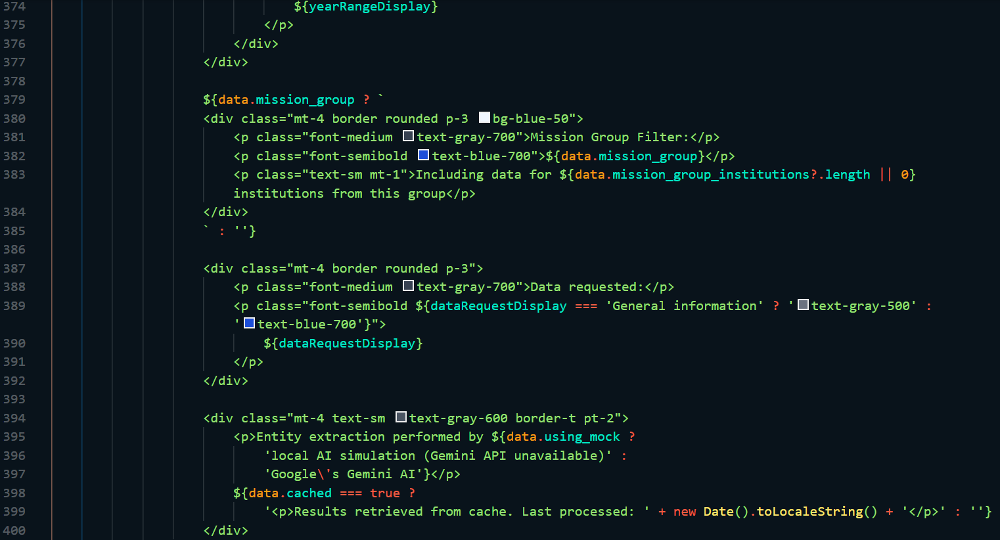 374 ${yearRangeDisplay}
375 </p>
376 </div>
377 </div>
378
379 ${data.mission_group ? `
380 <div class="mt-4 border rounded p-3 bg-blue-50">
381 <p class="font-medium text-gray-700">Mission Group Filter:</p>
382 <p class="font-semibold text-blue-700">${data.mission_group}</p>
383 <p class="text-sm mt-1">Including data for ${data.mission_group_institutions?.length || 0}
institutions from this group</p>
384 </div>
385 ` : ''}
386
387 <div class="mt-4 border rounded p-3">
388 <p class="font-medium text-gray-700">Data requested:</p>
389 <p class="font-semibold ${dataRequestDisplay === 'General information' ? 'text-gray-500' :
'text-blue-700'}">
390 ${dataRequestDisplay}
391 </p>
392 </div>
393
394 <div class="mt-4 text-sm text-gray-600 border-t pt-2">
395 <p>Entity extraction performed by ${data.using_mock ?
396 'local AI simulation (Gemini API unavailable)' :
397 'Google\'s Gemini AI'}</p>
398 ${data.cached === true ?
399 '<p>Results retrieved from cache. Last processed: ' + new Date().toLocaleString() + '</p>' : ''}
400 </div>